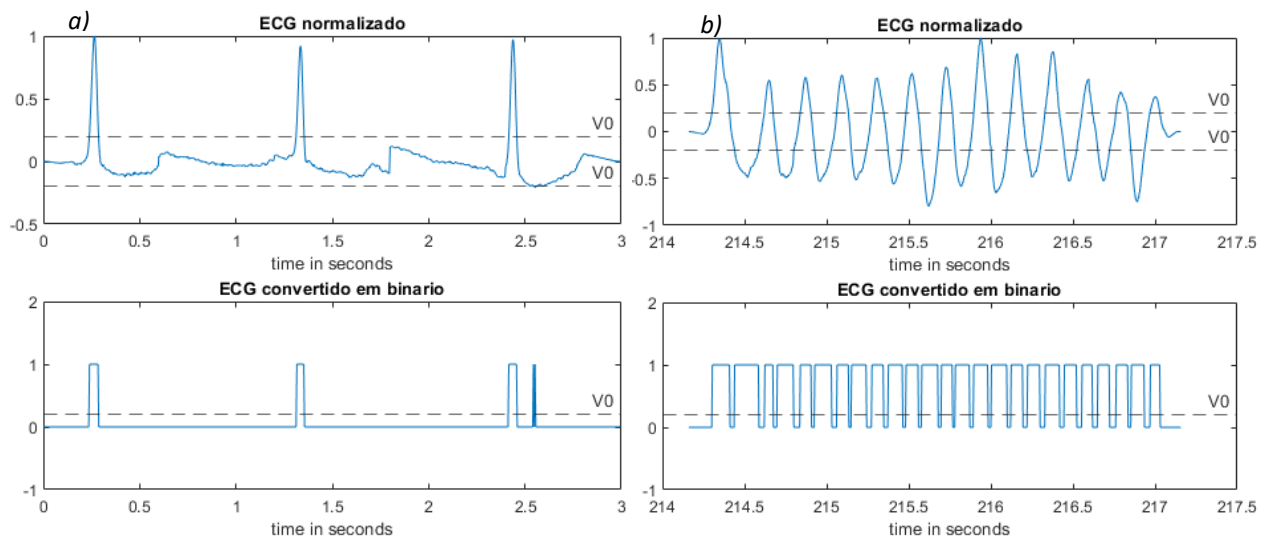 a)
ECG normalizado
1
0.5
0
-0.5
V0
V0
0 0.5 1 1.5 2 2.5 3
time in seconds
ECG convertido em binario
2
1
0
-1
V0
0 0.5 1 1.5 2 2.5 3
time in seconds
b)
ECG normalizado
1
0.5
0
-0.5
-1
V0
V0
214 214.5 215 215.5 216 216.5 217 217.5
time in seconds
ECG convertido em binario
2
1
0
-1
V0
214 214.5 215 215.5 216 216.5 217 217.5
time in seconds